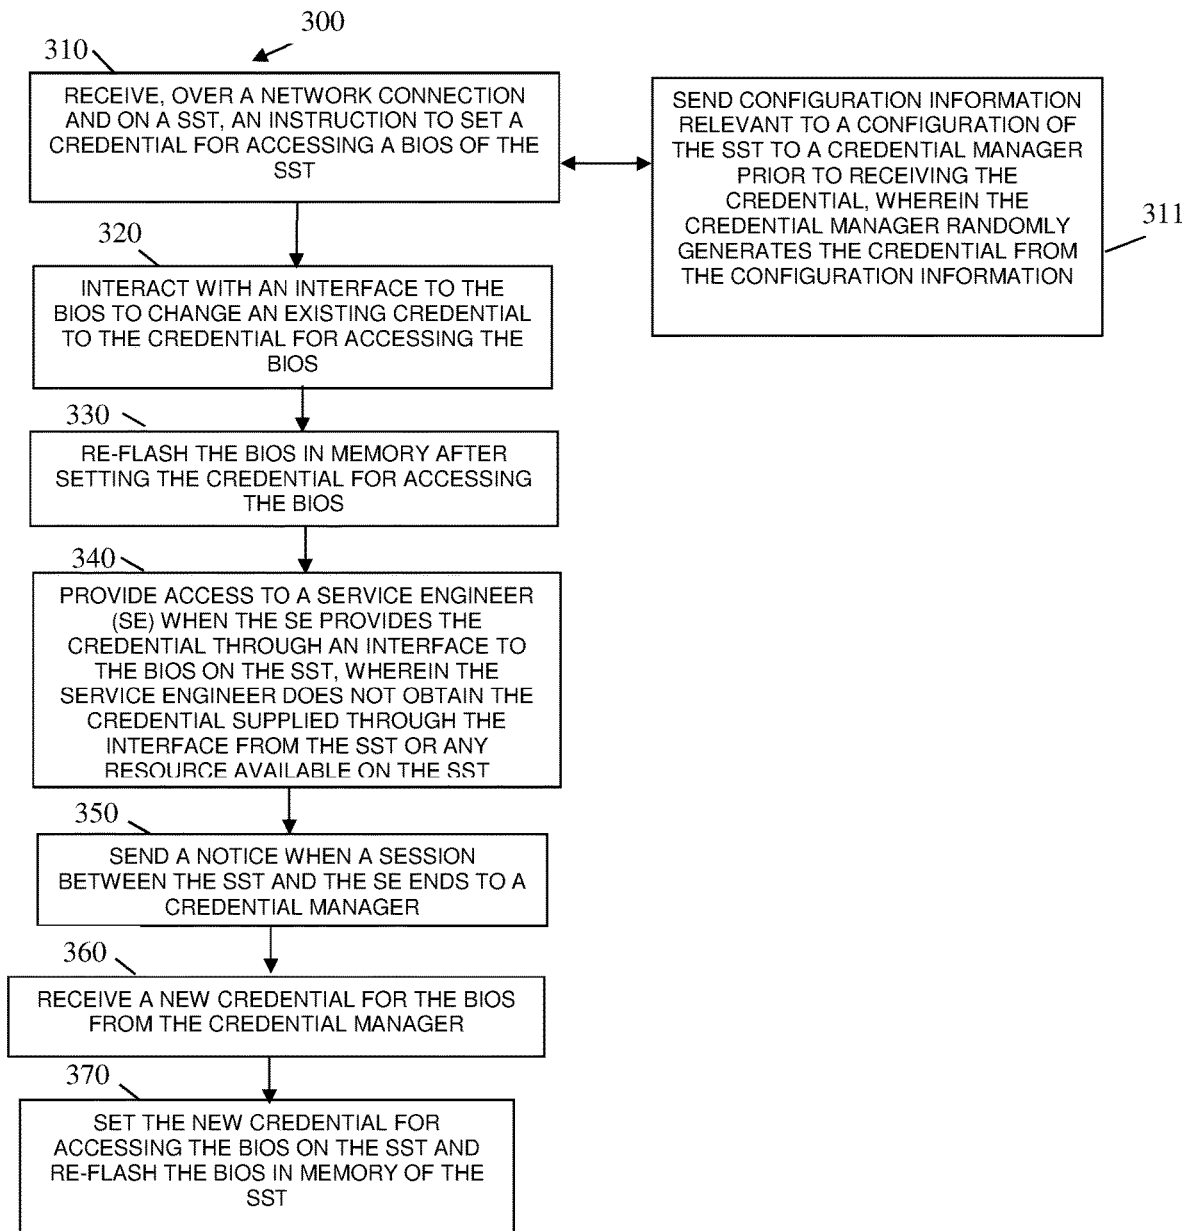 300
310
RECEIVE, OVER A NETWORK CONNECTION
AND ON A SST, AN INSTRUCTION TO SET A
CREDENTIAL FOR ACCESSING A BIOS OF THE
SST
SEND CONFIGURATION INFORMATION
RELEVANT TO A CONFIGURATION OF
THE SST TO A CREDENTIAL MANAGER
PRIOR TO RECEIVING THE
CREDENTIAL, WHEREIN THE
CREDENTIAL MANAGER RANDOMLY
GENERATES THE CREDENTIAL FROM
THE CONFIGURATION INFORMATION
311
320
INTERACT WITH AN INTERFACE TO THE
BIOS TO CHANGE AN EXISTING CREDENTIAL
TO THE CREDENTIAL FOR ACCESSING THE
BIOS
330
RE-FLASH THE BIOS IN MEMORY AFTER
SETTING THE CREDENTIAL FOR ACCESSING
THE BIOS
340
PROVIDE ACCESS TO A SERVICE ENGINEER
(SE) WHEN THE SE PROVIDES THE
CREDENTIAL THROUGH AN INTERFACE TO
THE BIOS ON THE SST, WHEREIN THE
SERVICE ENGINEER DOES NOT OBTAIN THE
CREDENTIAL SUPPLIED THROUGH THE
INTERFACE FROM THE SST OR ANY
RESOURCE AVAILABLE ON THE SST
350
SEND A NOTICE WHEN A SESSION
BETWEEN THE SST AND THE SE ENDS TO A
CREDENTIAL MANAGER
360
RECEIVE A NEW CREDENTIAL FOR THE BIOS
FROM THE CREDENTIAL MANAGER
370
SET THE NEW CREDENTIAL FOR
ACCESSING THE BIOS ON THE SST AND
RE-FLASH THE BIOS IN MEMORY OF THE
SST